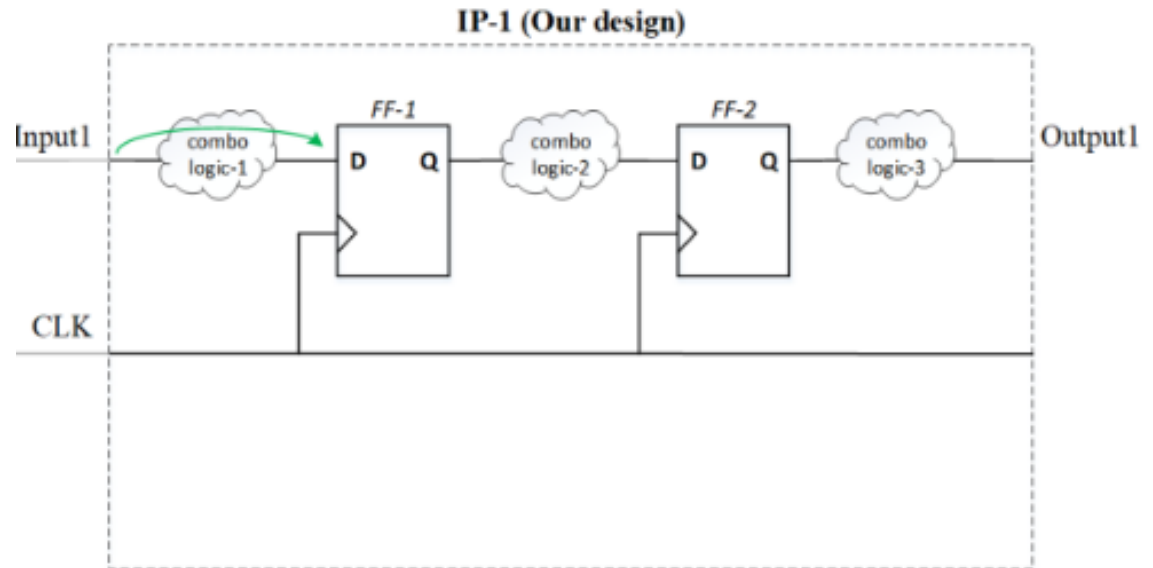 IP-1 (Our design)
FF-1
FF-2
Input1
combo
logic-1
D
Q
combo
logic-2
D
Q
combo
logic-3
Output1
CLK